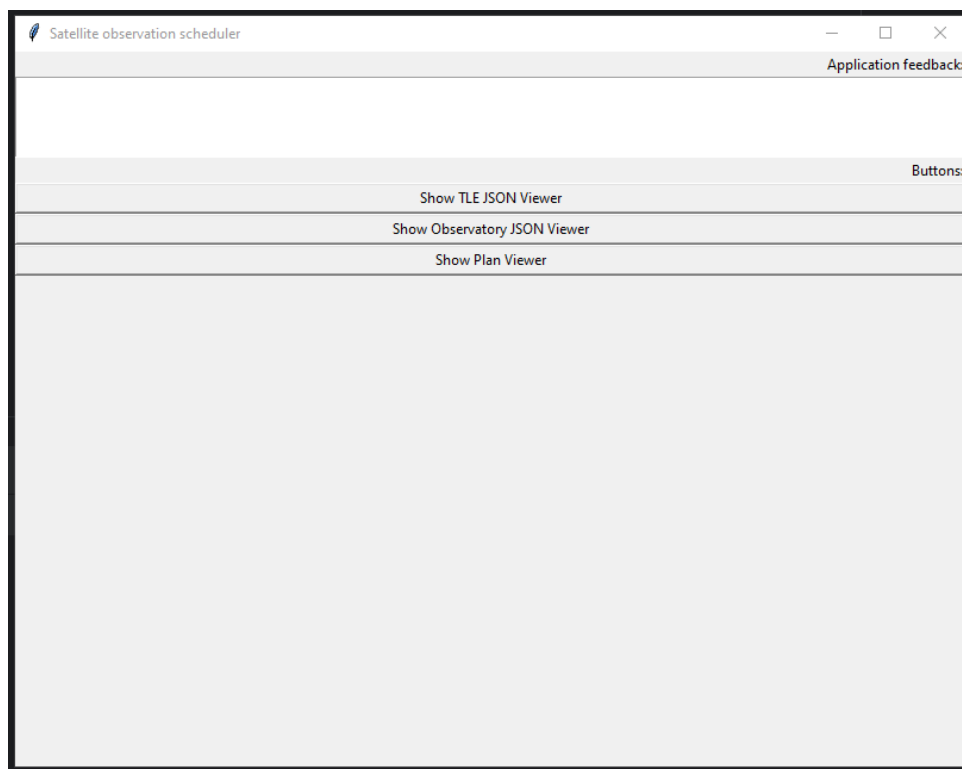 Satellite observation scheduler
Application feedback:
Buttons:
Show TLE JSON Viewer
Show Observatory JSON Viewer
Show Plan Viewer